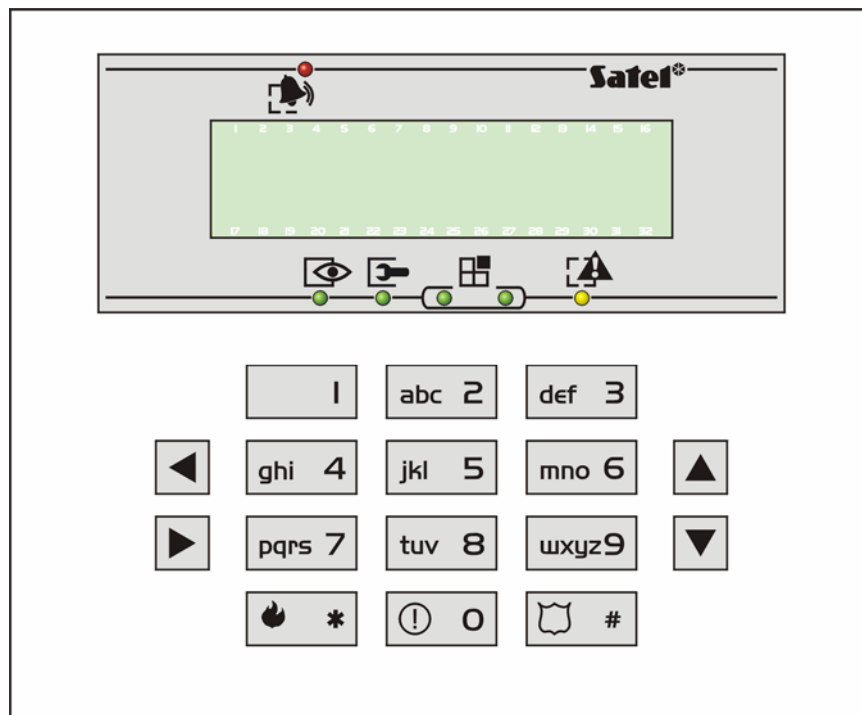 Satel
1 2 3 4 5 6 7 8 9 10 11 12 13 14 15 16
17 18 19 20 21 22 23 24 25 26 27 28 29 30 31 32
1 abc 2 def 3
ghi 4 jkl 5 mno 6
pqrs 7 tuv 8 wxyz 9
* ! 0 #